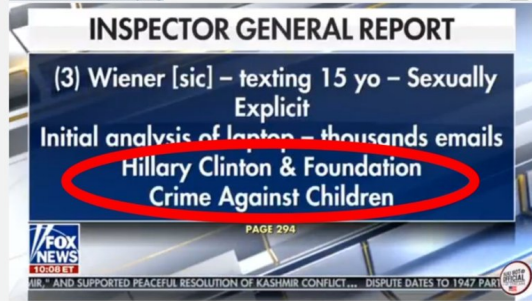 INSPECTOR GENERAL REPORT
(3) Wiener [sic] – texting 15 yo – Sexually
Explicit
Initial analysis of laptop – thousands emails
Hillary Clinton & Foundation
Crime Against Children
PAGE 294
FOX
NEWS
10:08 ET
MIR," AND SUPPORTED PEACEFUL RESOLUTION OF KASHMIR CONFLICT... DISPUTE DATES TO 1947 PART